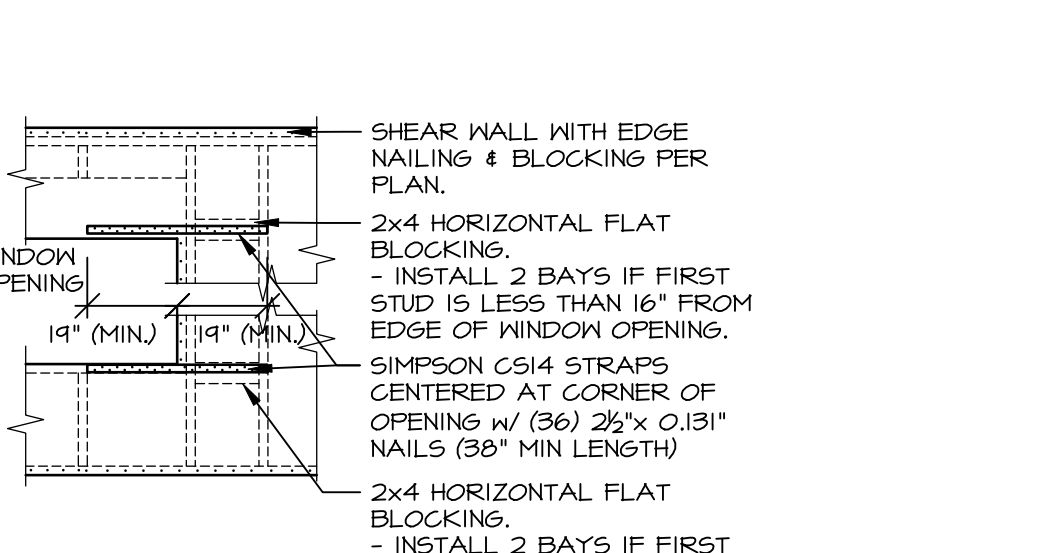 SHEAR WALL WITH EDGE
NAILING & BLOCKING PER
PLAN.
2x4 HORIZONTAL FLAT
BLOCKING.
- INSTALL 2 BAYS IF FIRST
STUD IS LESS THAN 16" FROM
EDGE OF WINDOW OPENING.
NDOW
PENING
19" (MIN.)
19" (MIN.)
SIMPSON CS14 STRAPS
CENTERED AT CORNER OF
OPENING w/ (36) 2½"x 0.131"
NAILS (38" MIN LENGTH)
2x4 HORIZONTAL FLAT
BLOCKING.
- INSTALL 2 BAYS IF FIRST